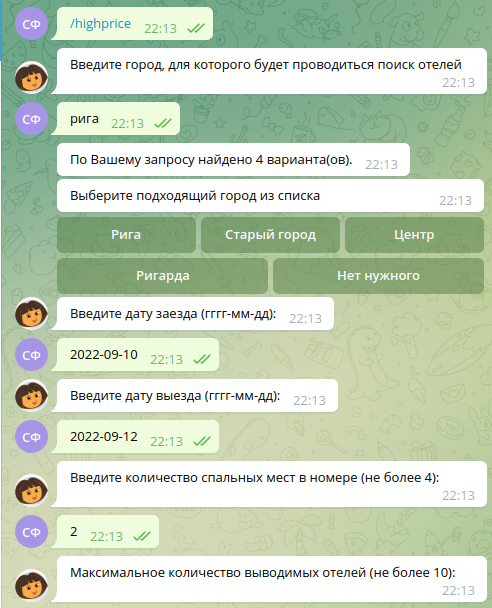 СФ
/highprice 22:13
Введите город, для которого будет проводиться поиск отелей
22:13
СФ
рига 22:13
По Вашему запросу найдено 4 варианта(ов). 22:13
Выберите подходящий город из списка 22:13
Рига Старый город Центр
Ригарда Нет нужного
Введите дату заезда (гггг-мм-дд): 22:13
СФ
2022-09-10 22:13
Введите дату выезда (гггг-мм-дд): 22:13
СФ
2022-09-12 22:13
Введите количество спальных мест в номере (не более 4):
22:13
СФ
2 22:13
Максимальное количество выводимых отелей (не более 10):
22:13